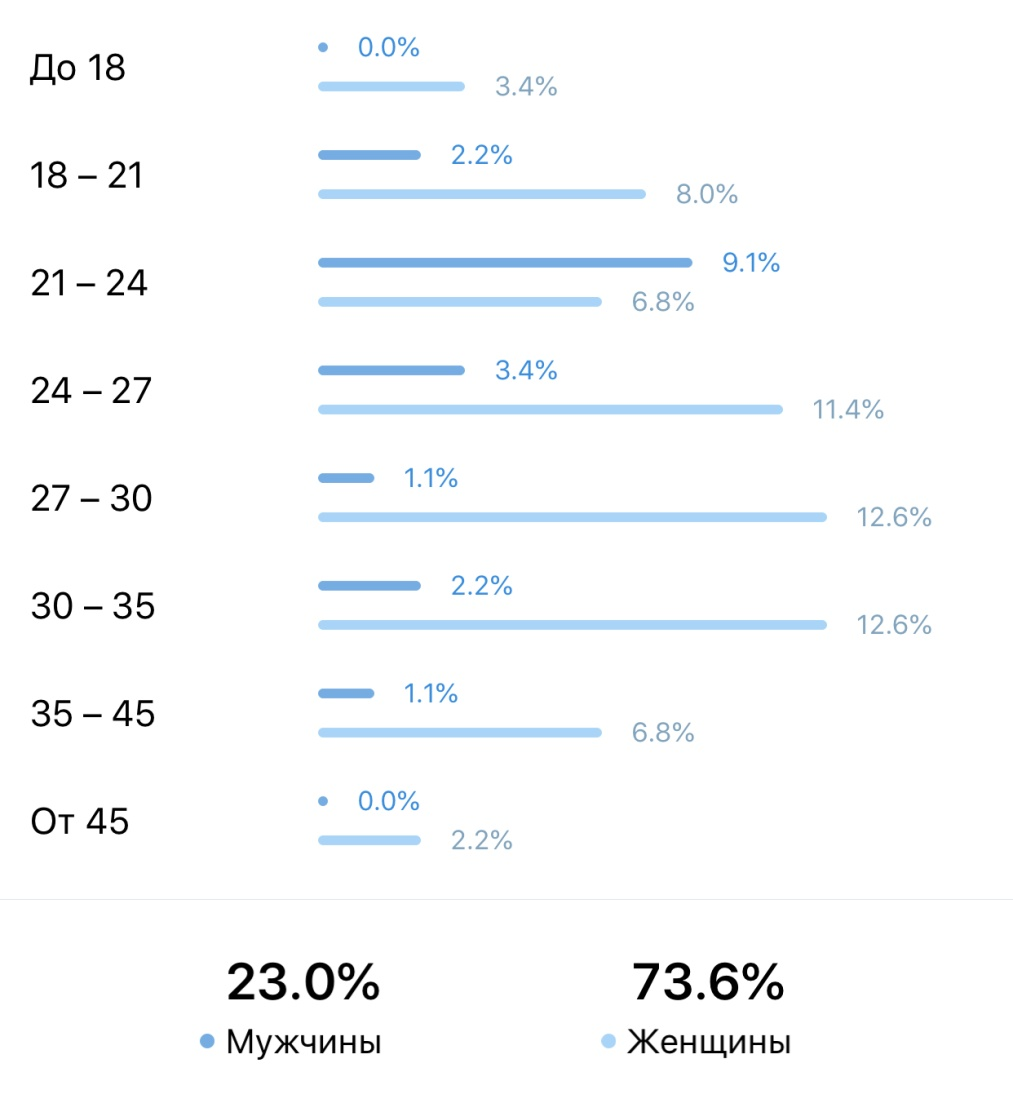 До 18
0.0%
3.4%
18 – 21
2.2%
8.0%
21 – 24
9.1%
6.8%
24 – 27
3.4%
11.4%
27 – 30
1.1%
12.6%
30 – 35
2.2%
12.6%
35 – 45
1.1%
6.8%
От 45
0.0%
2.2%
23.0% 73.6%
Мужчины Женщины